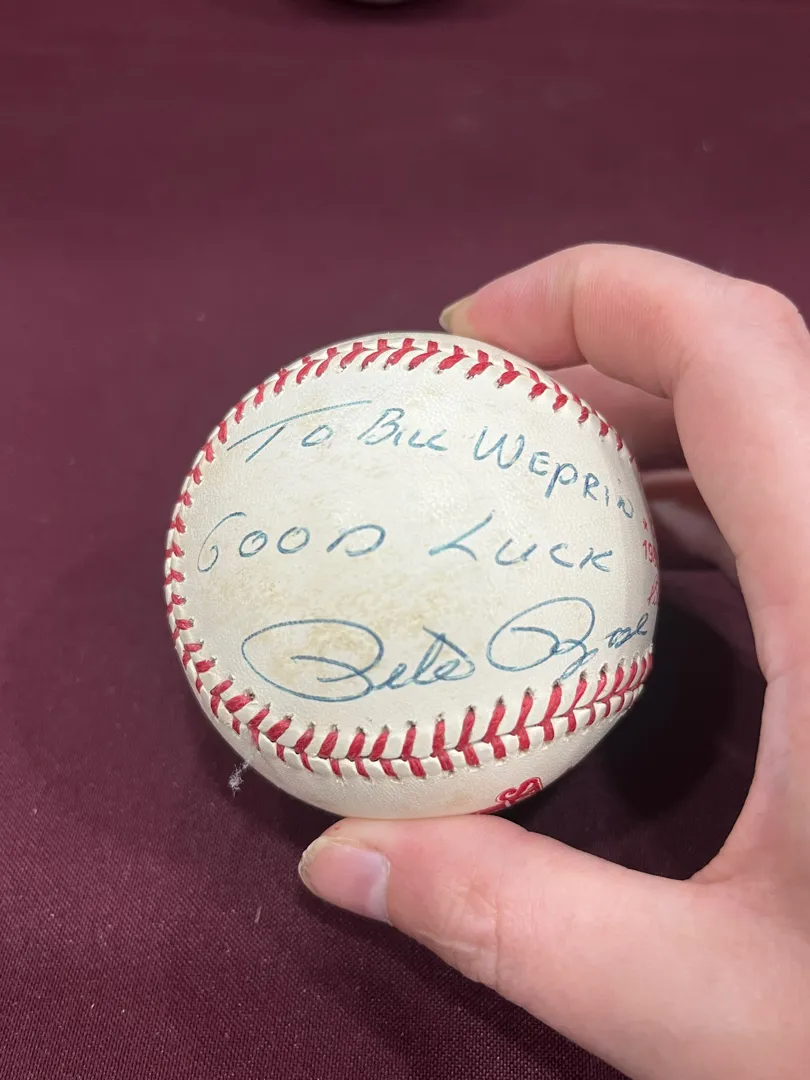 To Bill Weprin
Good Luck
Pete Rose